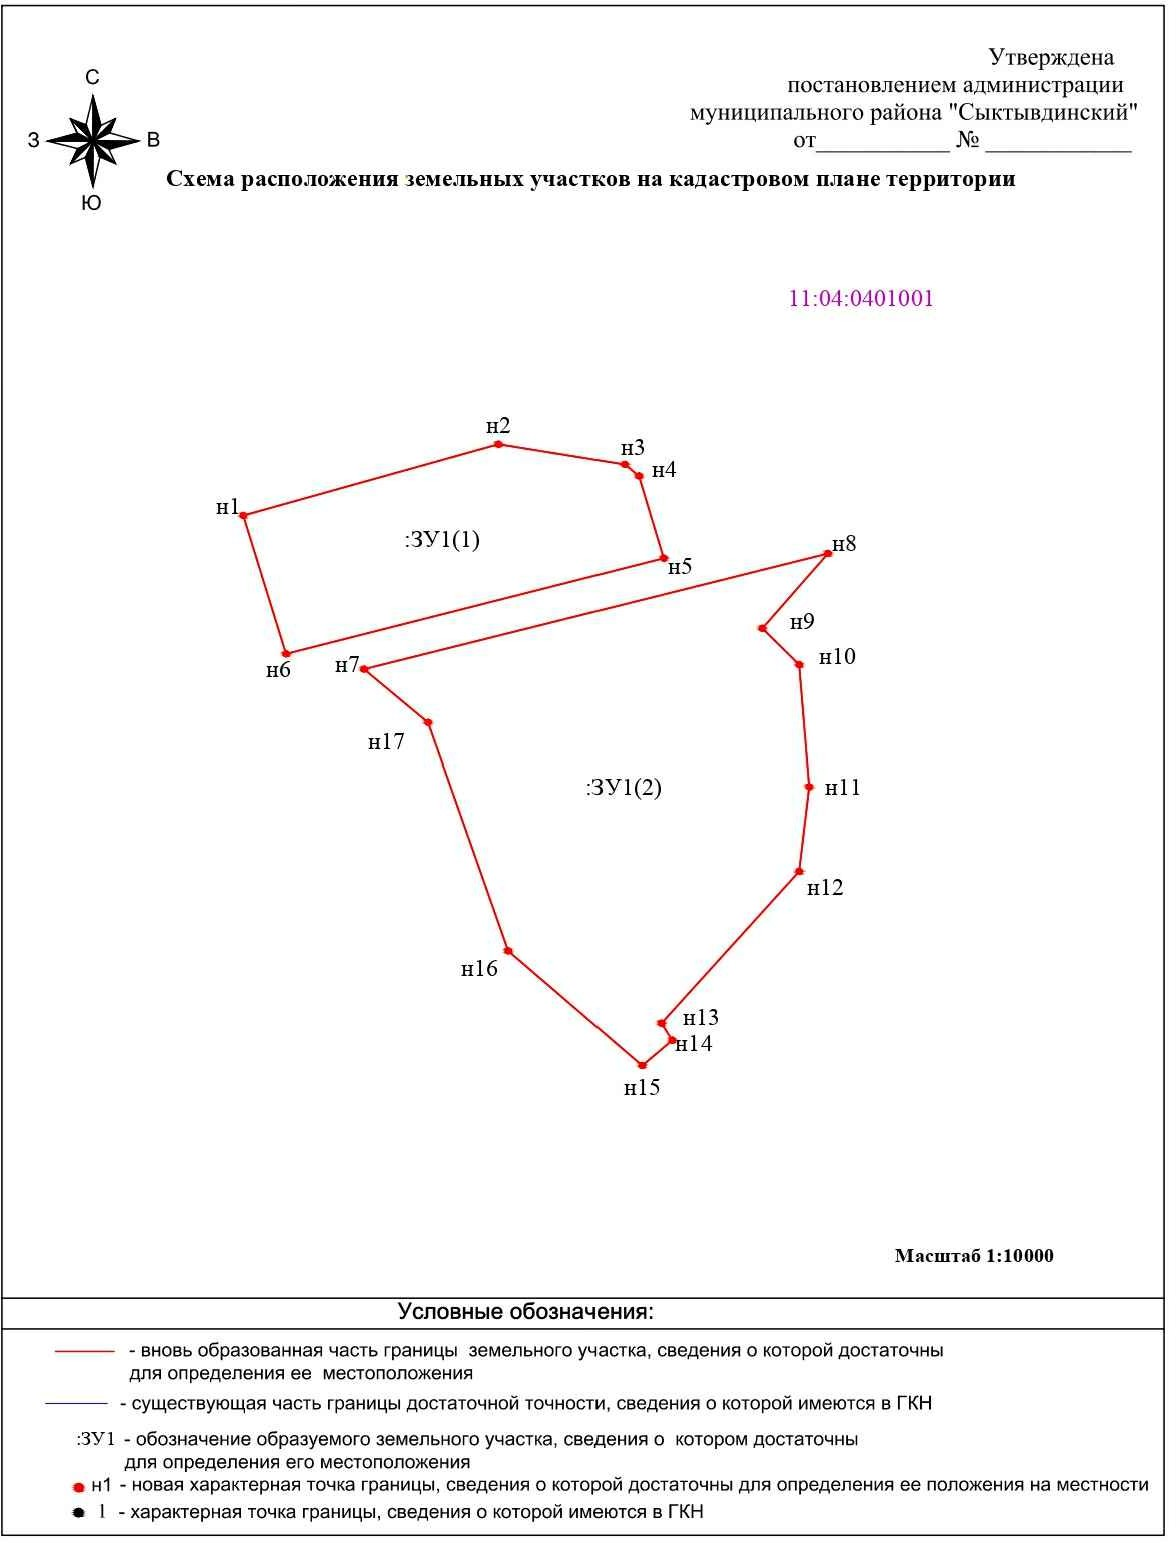 Утверждена
постановлением администрации
муниципального района "Сыктывдинский"
от___________ № ____________
С
З В
Ю
Схема расположения земельных участков на кадастровом плане территории
11:04:0401001
н2
н3
н4
н1
:ЗУ1(1)
н8
н5
н9
н10
н7
н6
н17
:ЗУ1(2)
н11
н12
н16
н13
н14
н15
Масштаб 1:10000
Условные обозначения:
- вновь образованная часть границы земельного участка, сведения о которой достаточны
для определения ее местоположения
- существующая часть границы достаточной точности, сведения о которой имеются в ГКН
:ЗУ1 - обозначение образуемого земельного участка, сведения о котором достаточны
для определения его местоположения
н1 - новая характерная точка границы, сведения о которой достаточны для определения ее положения на местности
1 - характерная точка границы, сведения о которой имеются в ГКН